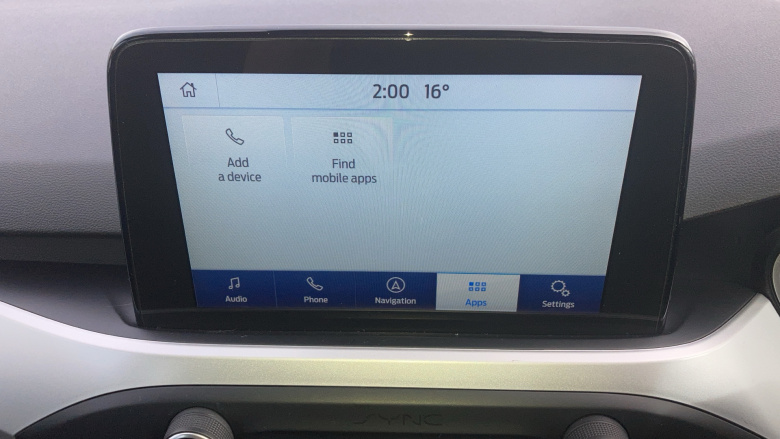 2:00 16°
Add
a device
Find
mobile apps
Audio
Phone
Navigation
Apps
Settings
SYNC